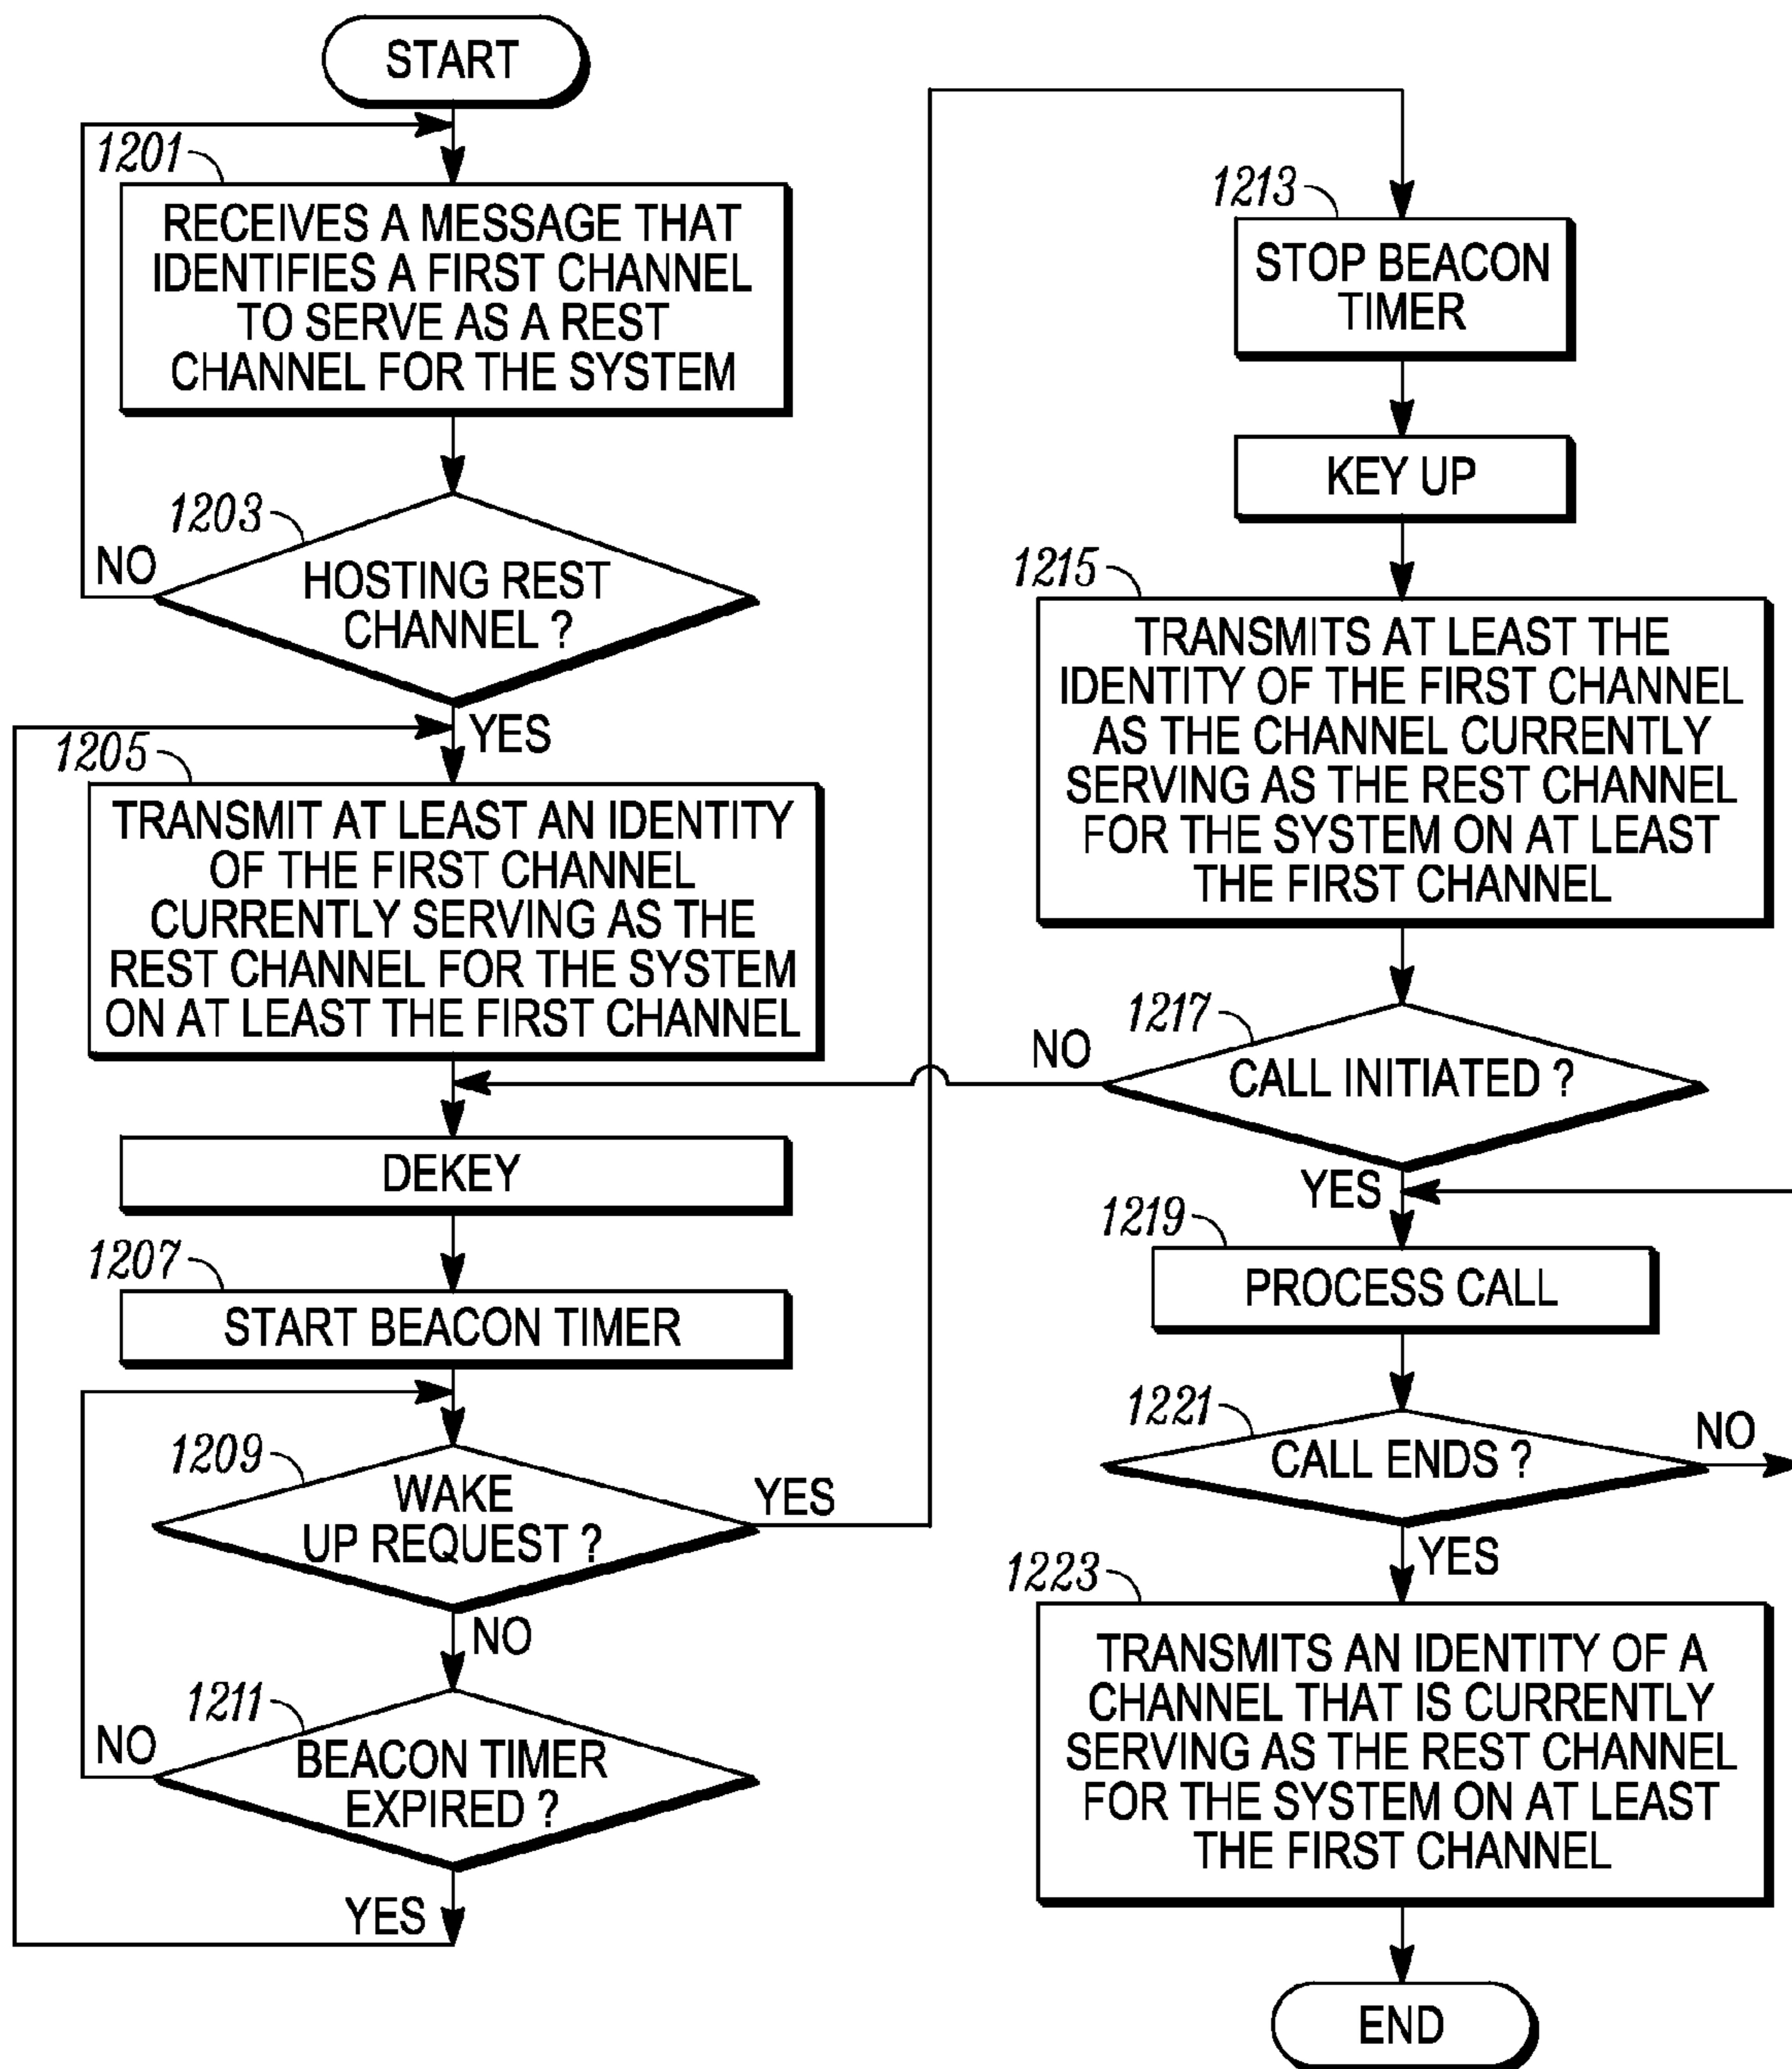 START
1201
RECEIVES A MESSAGE THAT
IDENTIFIES A FIRST CHANNEL
TO SERVE AS A REST
CHANNEL FOR THE SYSTEM
1203
NO
HOSTING REST
CHANNEL ?
YES
1205
TRANSMIT AT LEAST AN IDENTITY
OF THE FIRST CHANNEL
CURRENTLY SERVING AS THE
REST CHANNEL FOR THE SYSTEM
ON AT LEAST THE FIRST CHANNEL
DEKEY
1207
START BEACON TIMER
1209
WAKE
UP REQUEST ?
YES
NO
1211
NO
BEACON TIMER
EXPIRED ?
YES
1213
STOP BEACON
TIMER
KEY UP
1215
TRANSMITS AT LEAST THE
IDENTITY OF THE FIRST CHANNEL
AS THE CHANNEL CURRENTLY
SERVING AS THE REST CHANNEL
FOR THE SYSTEM ON AT LEAST
THE FIRST CHANNEL
1217
NO
CALL INITIATED ?
YES
1219
PROCESS CALL
1221
CALL ENDS ?
NO
YES
1223
TRANSMITS AN IDENTITY OF A
CHANNEL THAT IS CURRENTLY
SERVING AS THE REST CHANNEL
FOR THE SYSTEM ON AT LEAST
THE FIRST CHANNEL
END